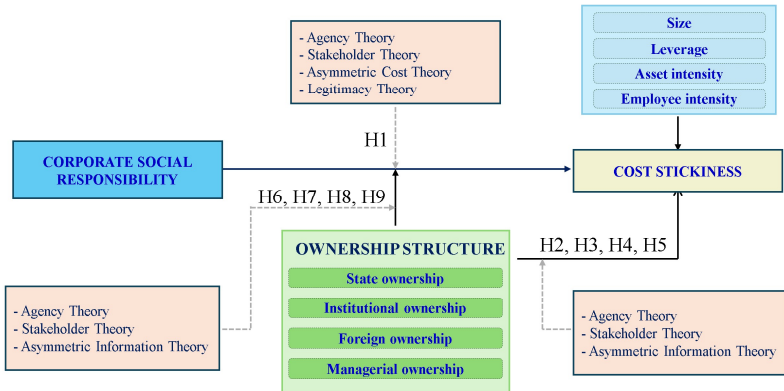 - Agency Theory
- Stakeholder Theory
- Asymmetric Cost Theory
- Legitimacy Theory
Size
Leverage
Asset intensity
Employee intensity
H1
CORPORATE SOCIAL
RESPONSIBILITY
COST STICKINESS
H6, H7, H8, H9
OWNERSHIP STRUCTURE
State ownership
Institutional ownership
Foreign ownership
Managerial ownership
H2, H3, H4, H5
- Agency Theory
- Stakeholder Theory
- Asymmetric Information Theory
- Agency Theory
- Stakeholder Theory
- Asymmetric Information Theory